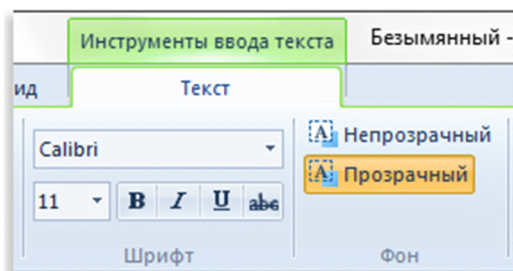 Инструменты ввода текста Безымянный -
ид Текст
Calibri
Непрозрачный
Прозрачный
11 B I U abc
Шрифт Фон